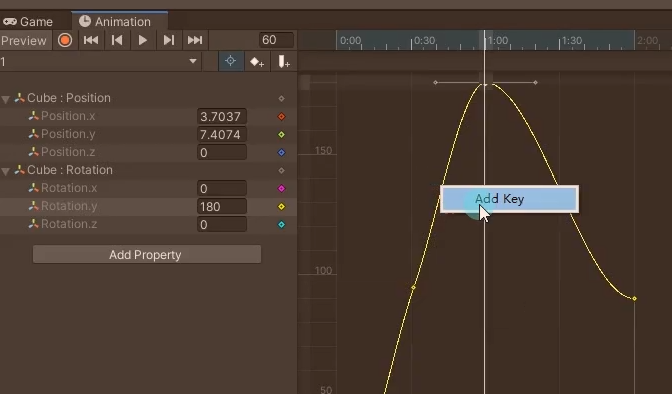 Game Animation
Preview 60 0:00 0:30 1:00 1:30 2:00
1
Cube : Position
Position.x 3.7037
Position.y 7.4074
Position.z 0
Cube : Rotation
Rotation.x 0
Rotation.y 180
Rotation.z 0
Add Property
150
Add Key
100
50